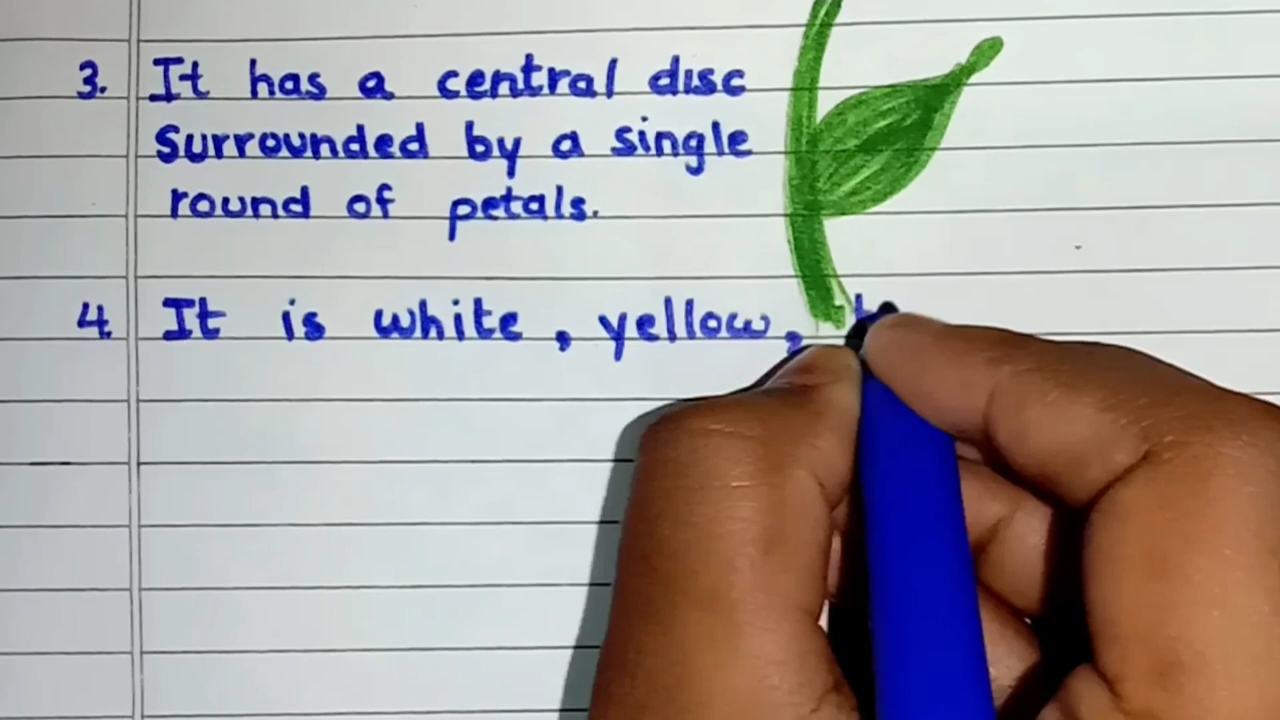 3. It has a central disc
surrounded by a single
round of petals.
4. It is white, yellow,